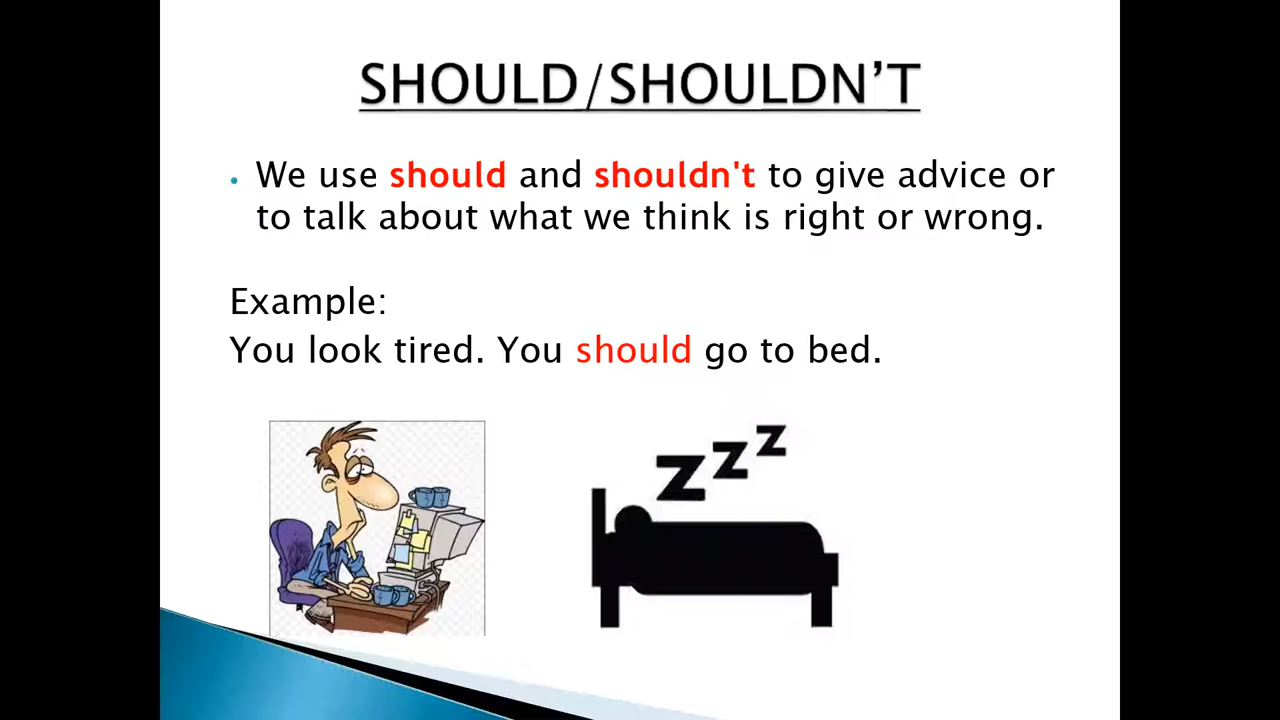 SHOULD/SHOULDN’T
• We use should and shouldn't to give advice or
to talk about what we think is right or wrong.
Example:
You look tired. You should go to bed.
z z z